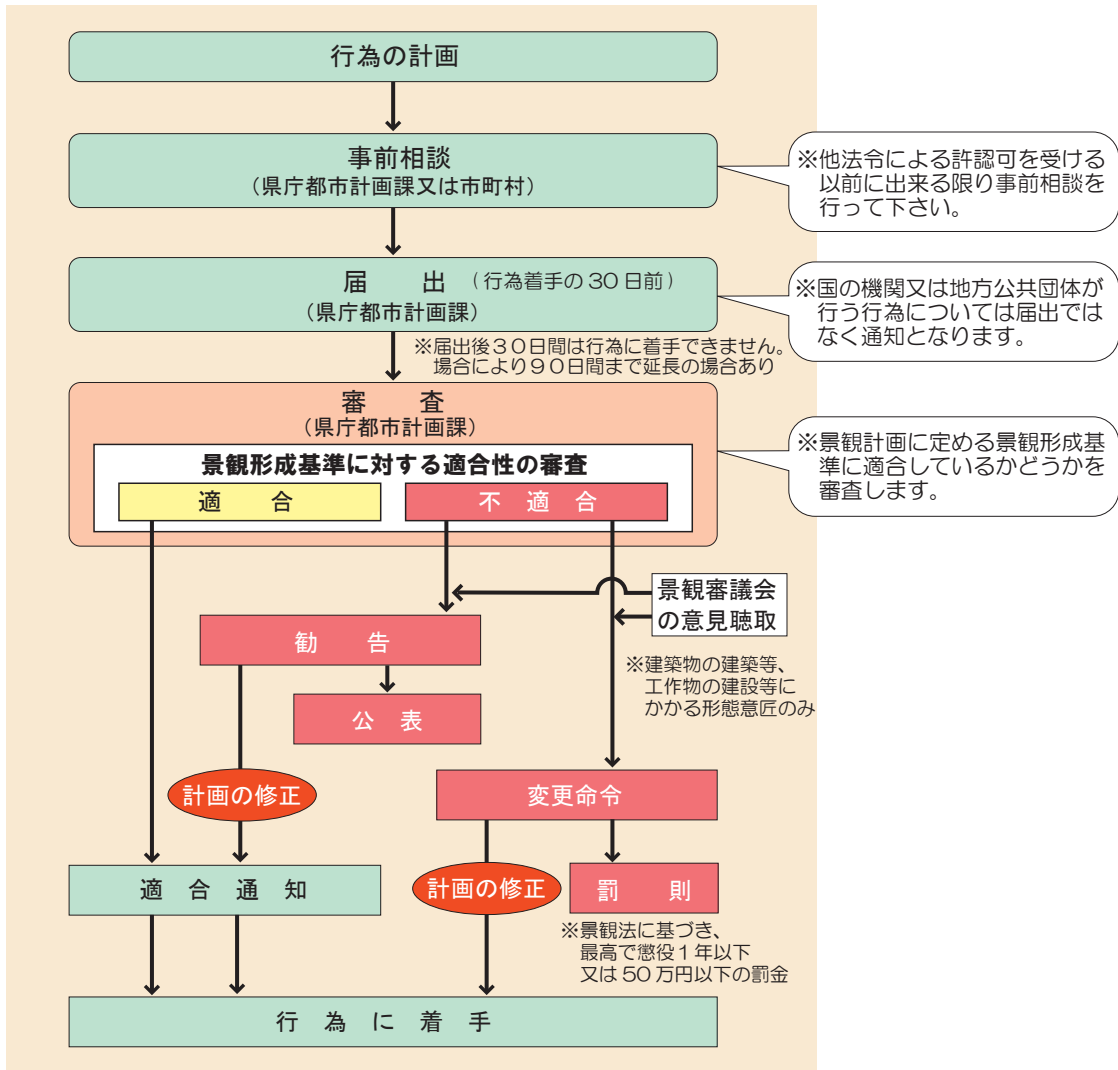 行為の計画
事前相談
（県庁都市計画課又は市町村）
※他法令による許認可を受ける
以前に出来る限り事前相談を
行って下さい。
届　出 （行為着手の30日前）
（県庁都市計画課）
※国の機関又は地方公共団体が
行う行為については届出では
なく通知となります。
※届出後３０日間は行為に着手できません。
場合により９０日間まで延長の場合あり
審　査
（県庁都市計画課）
景観形成基準に対する適合性の審査
適　合
不　適　合
※景観計画に定める景観形成基
準に適合しているかどうかを
審査します。
景観審議会
の意見聴取
勧　告
※建築物の建築等、
工作物の建設等に
かかる形態意匠のみ
公　表
計画の修正
変更命令
適　合　通　知
計画の修正
罰　則
※景観法に基づき、
最高で懲役１年以下
又は50万円以下の罰金
行　為　に　着　手